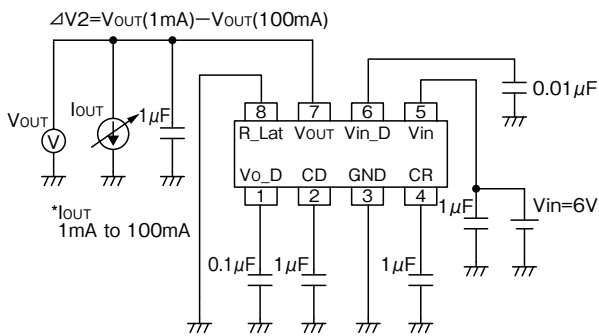 ⊿V2=VOUT(1mA)−VOUT(100mA)
VOUT
V
IOUT
1μF
8 7 6 5
R_Lat VOUT Vin_D Vin
Vo_D CD GND CR
1 2 3 4
0.01μF
*IOUT
1mA to 100mA
0.1μF
1μF
1μF
1μF
Vin=6V